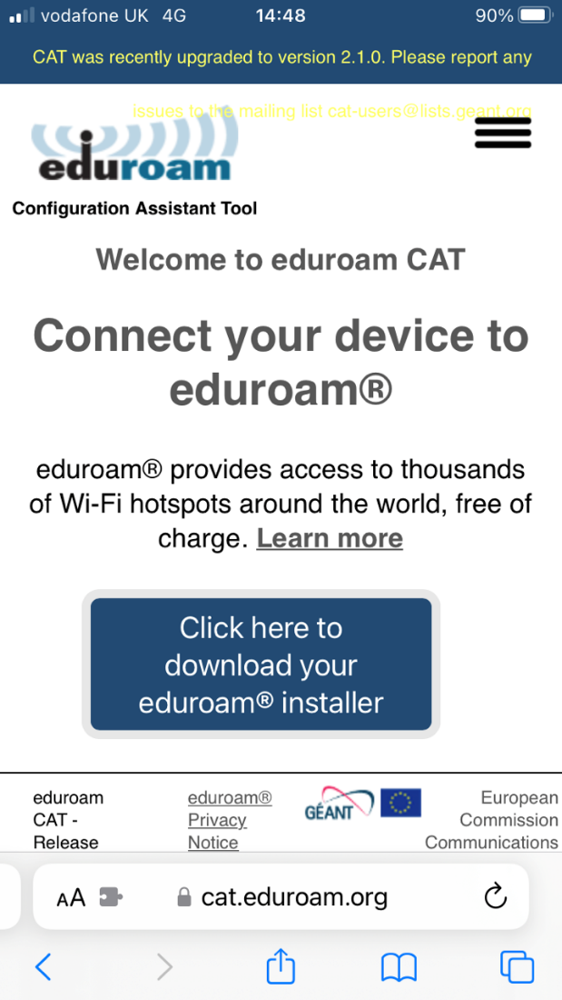 vodafone UK 4G 14:48 90%
CAT was recently upgraded to version 2.1.0. Please report any
issues to the mailing list cat-users@lists.geant.org
eduroam
Configuration Assistant Tool
Welcome to eduroam CAT
Connect your device to
eduroam®
eduroam® provides access to thousands
of Wi-Fi hotspots around the world, free of
charge. Learn more
Click here to
download your
eduroam® installer
eduroam
CAT -
Release
eduroam®
Privacy
Notice
GÉANT
European
Commission
Communications
AA cat.eduroam.org